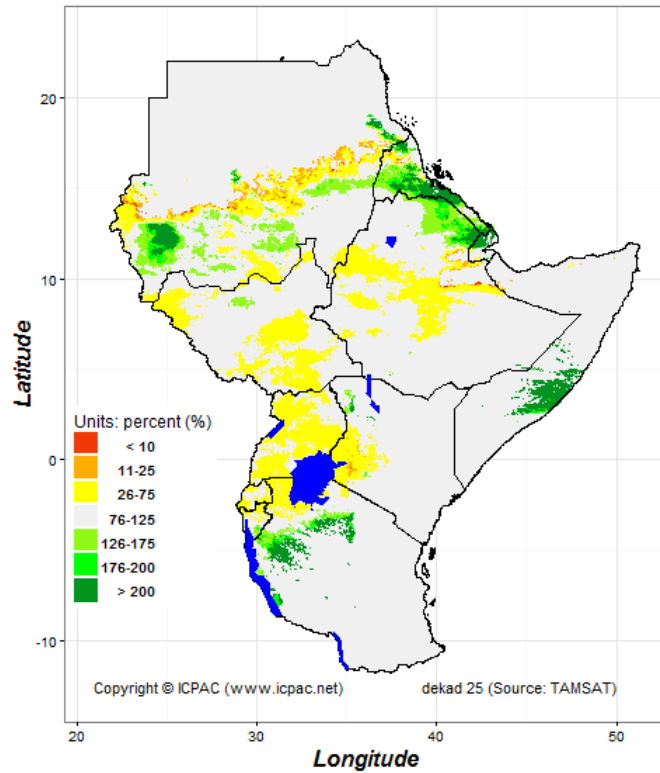 20
10
0
-10
Latitude
Units: percent (%)
< 10
11-25
26-75
76-125
126-175
176-200
> 200
Copyright © ICPAC (www.icpac.net) dekad 25 (Source: TAMSAT)
20 30 40 50
Longitude